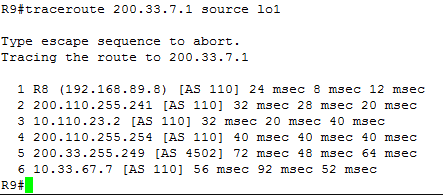 R9#traceroute 200.33.7.1 source lo1
Type escape sequence to abort.
Tracing the route to 200.33.7.1
1 R8 (192.168.89.8) [AS 110] 24 msec 8 msec 12 msec
2 200.110.255.241 [AS 110] 32 msec 28 msec 20 msec
3 10.110.23.2 [AS 110] 32 msec 20 msec 40 msec
4 200.110.255.254 [AS 110] 40 msec 40 msec 40 msec
5 200.33.255.249 [AS 4502] 72 msec 48 msec 64 msec
6 10.33.67.7 [AS 110] 56 msec 92 msec 52 msec
R9#